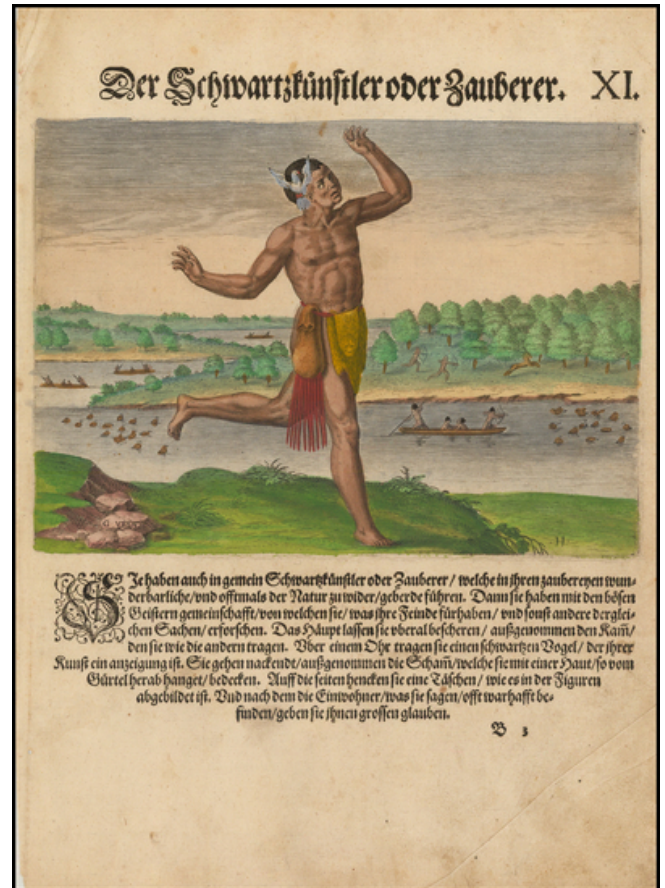 Der Schwartzkünstler oder Zauberer. XI.
SIe haben auch in gemein Schwartzkünstler oder Zauberer / welche in ihren zaubereyen wun-
derbarliche/vnd offtmals der Natur zu wider/geberde führen. Dann sie haben mit den bösen
Geistern gemeinschafft/von welchen sie/was ihre Feinde fürhaben/vnd sonst andere derglei-
chen Sachen/erforschen. Das Häupt lassen sie vberal bescheren / außgenommen den Kam̃/
den sie wie die andern tragen. Vber einem Ohr tragen sie einen schwartzen Vogel/der ihrer
Kunst ein anzeigung ist. Sie gehen nackendt/außgenommen die Scham̃/welche sie mit einer Haut/so vom
Gürtel herab hanget/bedecken. Auff die seiten hencken sie eine Täschen / wie es in der Figuren
abgebildet ist. Vnd nach dem die Einwohner/was sie sagen/offt warhafft be-
finden/geben sie ihnen grossen glauben.
B 3